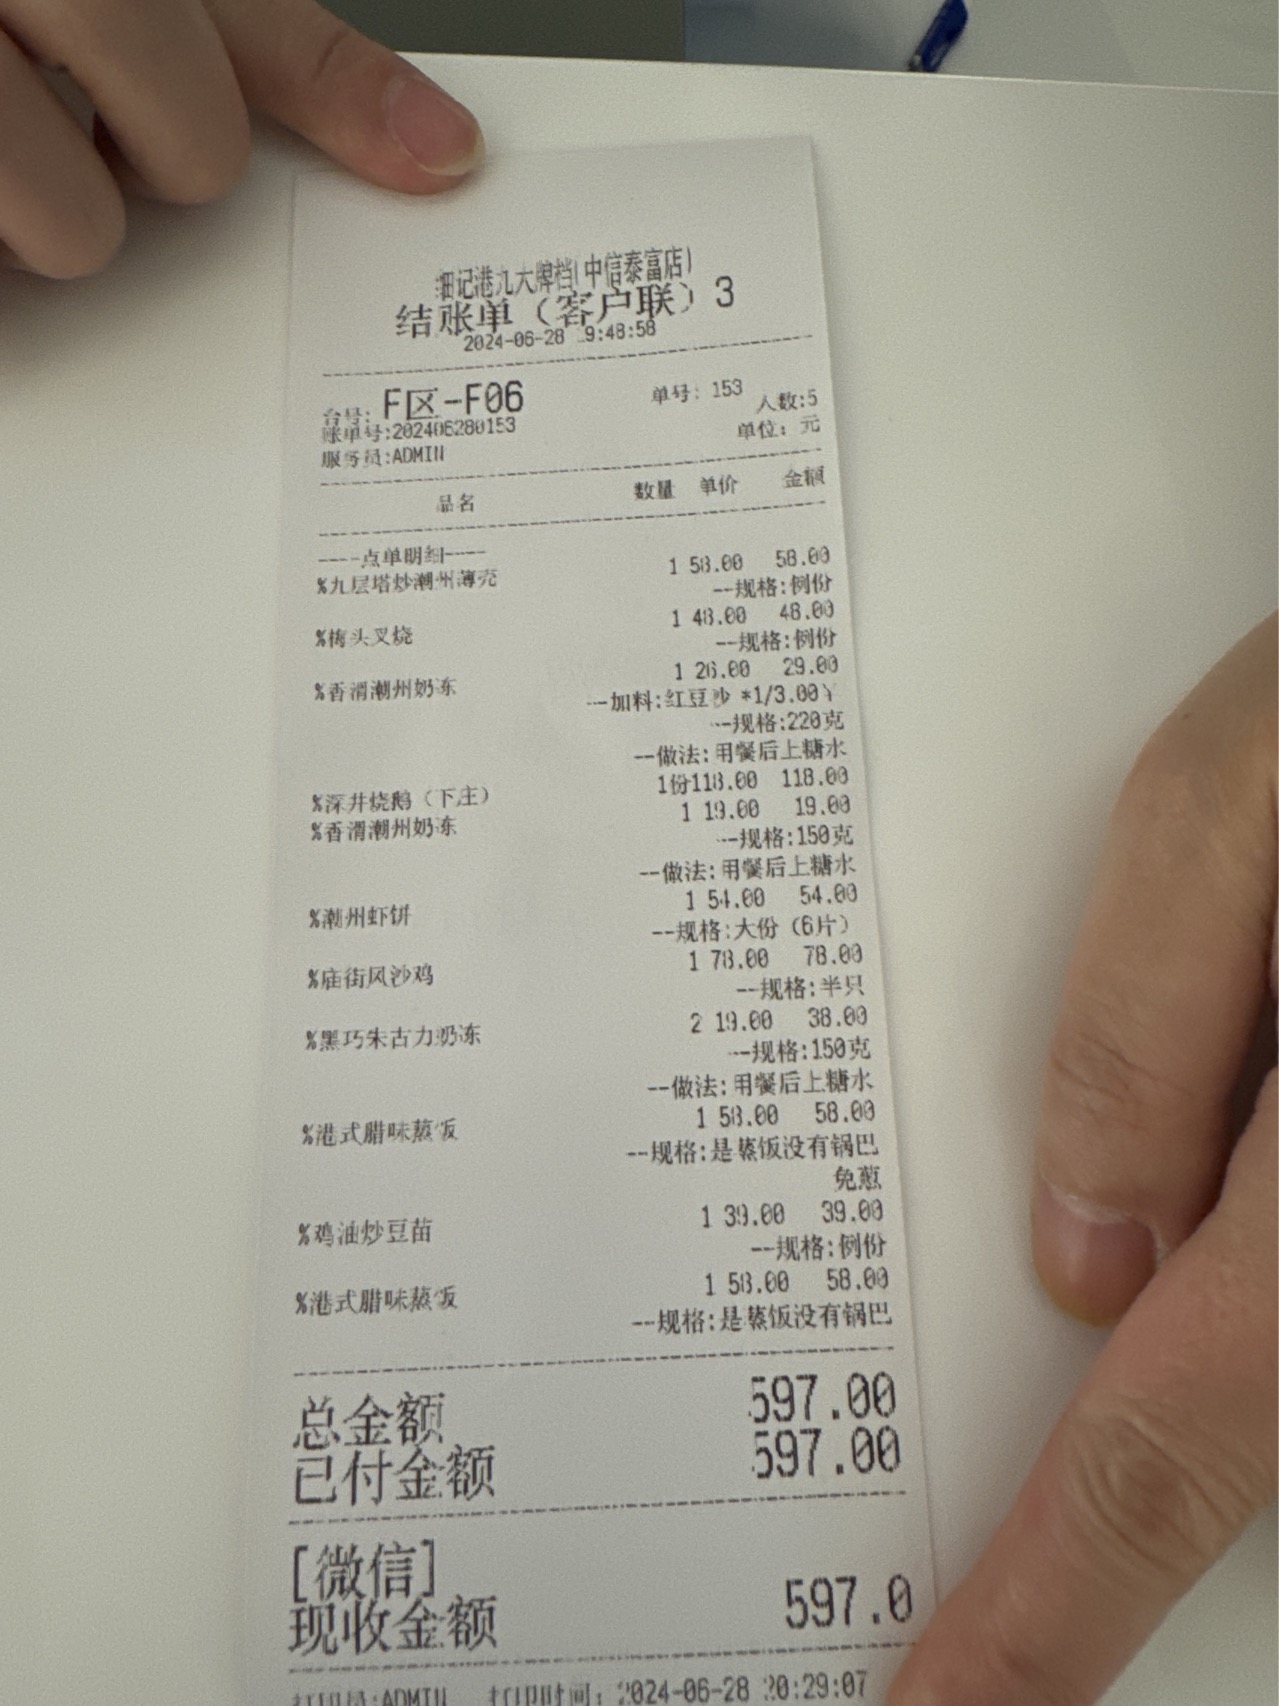 细记港九大牌档(中信泰富店)
结账单（客户联）3
2024-06-28 9:48:58
台号: F区-F06 单号: 153 人数:5
账单号:202406280153 单位: 元
服务员:ADMIN
品名 数量 单价 金额
----点单明细----
%九层塔炒潮州薄壳 1 58.00 58.00
--规格:例份
%梅头叉烧 1 48.00 48.00
--规格:例份
%香滑潮州奶冻 1 26.00 29.00
--加料:红豆沙 *1/3.00¥
--规格:220克
--做法:用餐后上糖水
%深井烧鹅（下庄） 1份118.00 118.00
%香滑潮州奶冻 1 19.00 19.00
--规格:150克
--做法:用餐后上糖水
%潮州虾饼 1 54.00 54.00
--规格:大份（6片）
%庙街风沙鸡 1 78.00 78.00
--规格:半只
%黑巧朱古力奶冻 2 19.00 38.00
--规格:150克
--做法:用餐后上糖水
%港式腊味蒸饭 1 58.00 58.00
--规格:是蒸饭没有锅巴
免葱
%鸡油炒豆苗 1 39.00 39.00
--规格:例份
%港式腊味蒸饭 1 58.00 58.00
--规格:是蒸饭没有锅巴
总金额 597.00
已付金额 597.00
[微信]
现收金额 597.0
打印员:ADMIN 打印时间: 2024-06-28 20:29:07